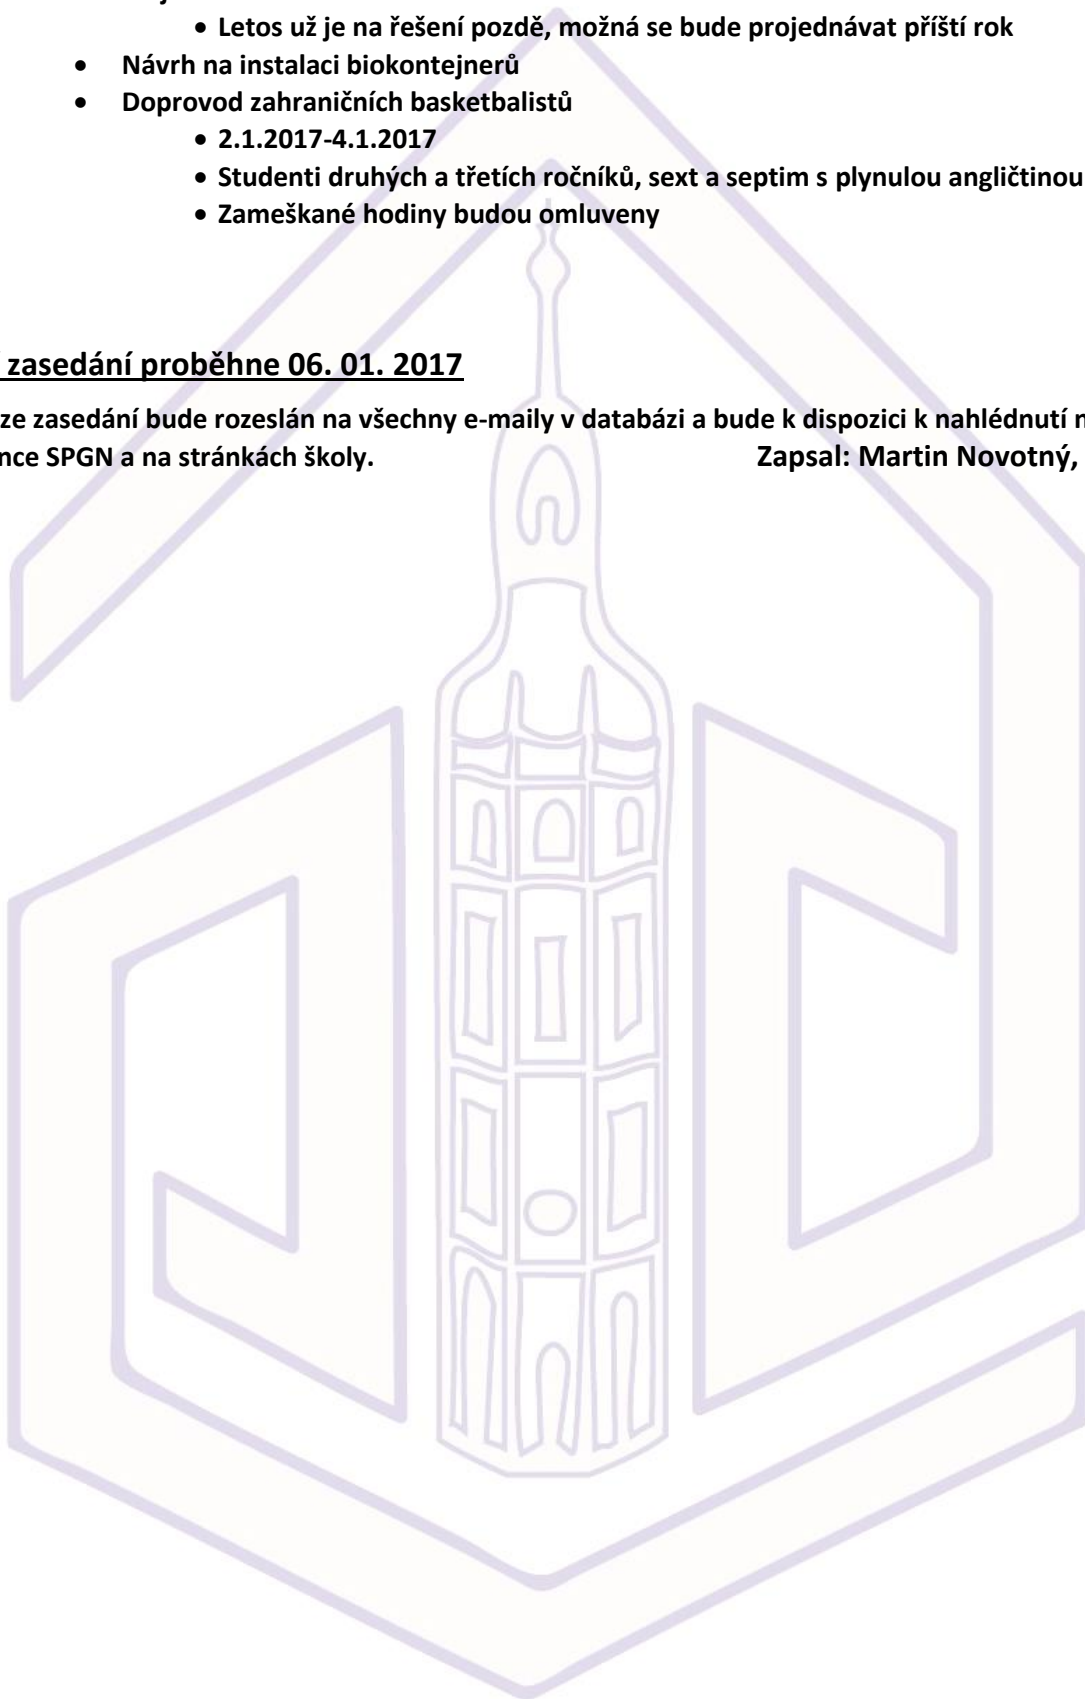 • Letos už je na řešení pozdě, možná se bude projednávat příští rok
• Návrh na instalaci biokontejnerů
• Doprovod zahraničních basketbalistů
• 2.1.2017-4.1.2017
• Studenti druhých a třetích ročníků, sext a septim s plynulou angličtinou
• Zameškané hodiny budou omluveny
zasedání proběhne 06. 01. 2017
ze zasedání bude rozeslán na všechny e-maily v databázi a bude k dispozici k nahlédnutí
SPGN a na stránkách školy. Zapsal: Martin Novotný,